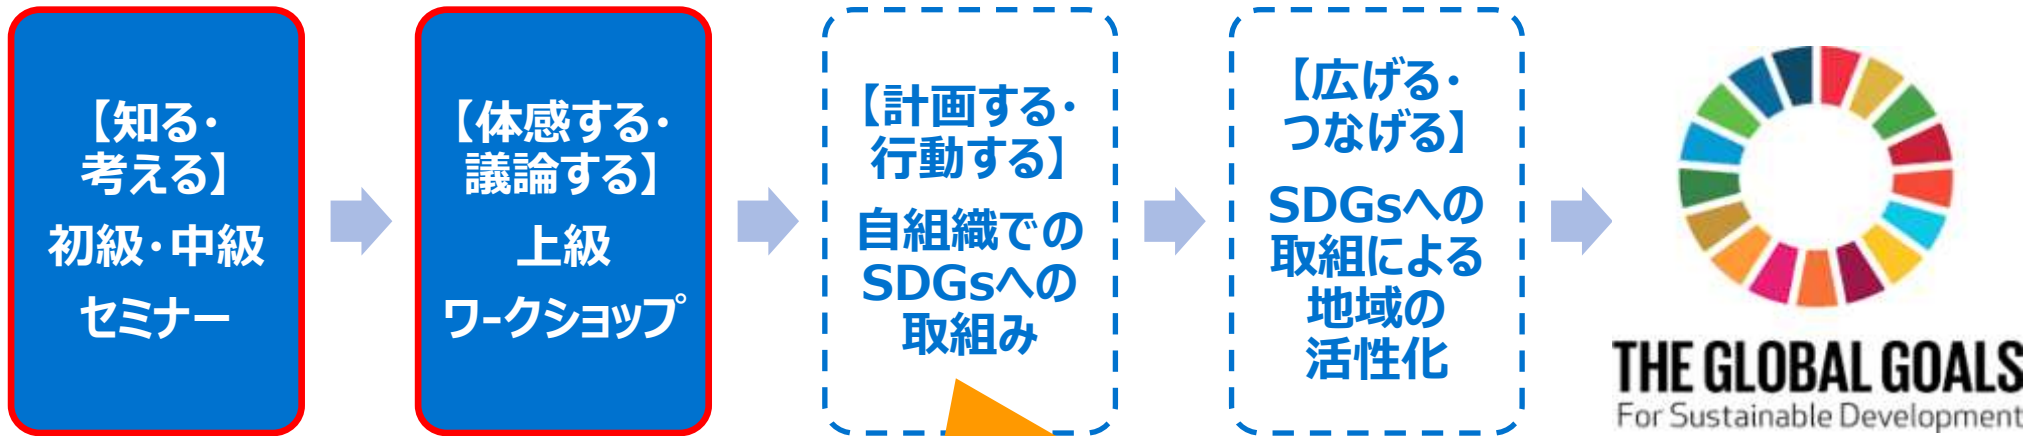 【知る・
考える】
初級・中級
セミナー
【体感する・
議論する】
上級
ワークショップ
【計画する・
行動する】
自組織での
SDGsへの
取組み
【広げる・
つなげる】
SDGsへの
取組による
地域の
活性化
THE GLOBAL GOALS
For Sustainable Development